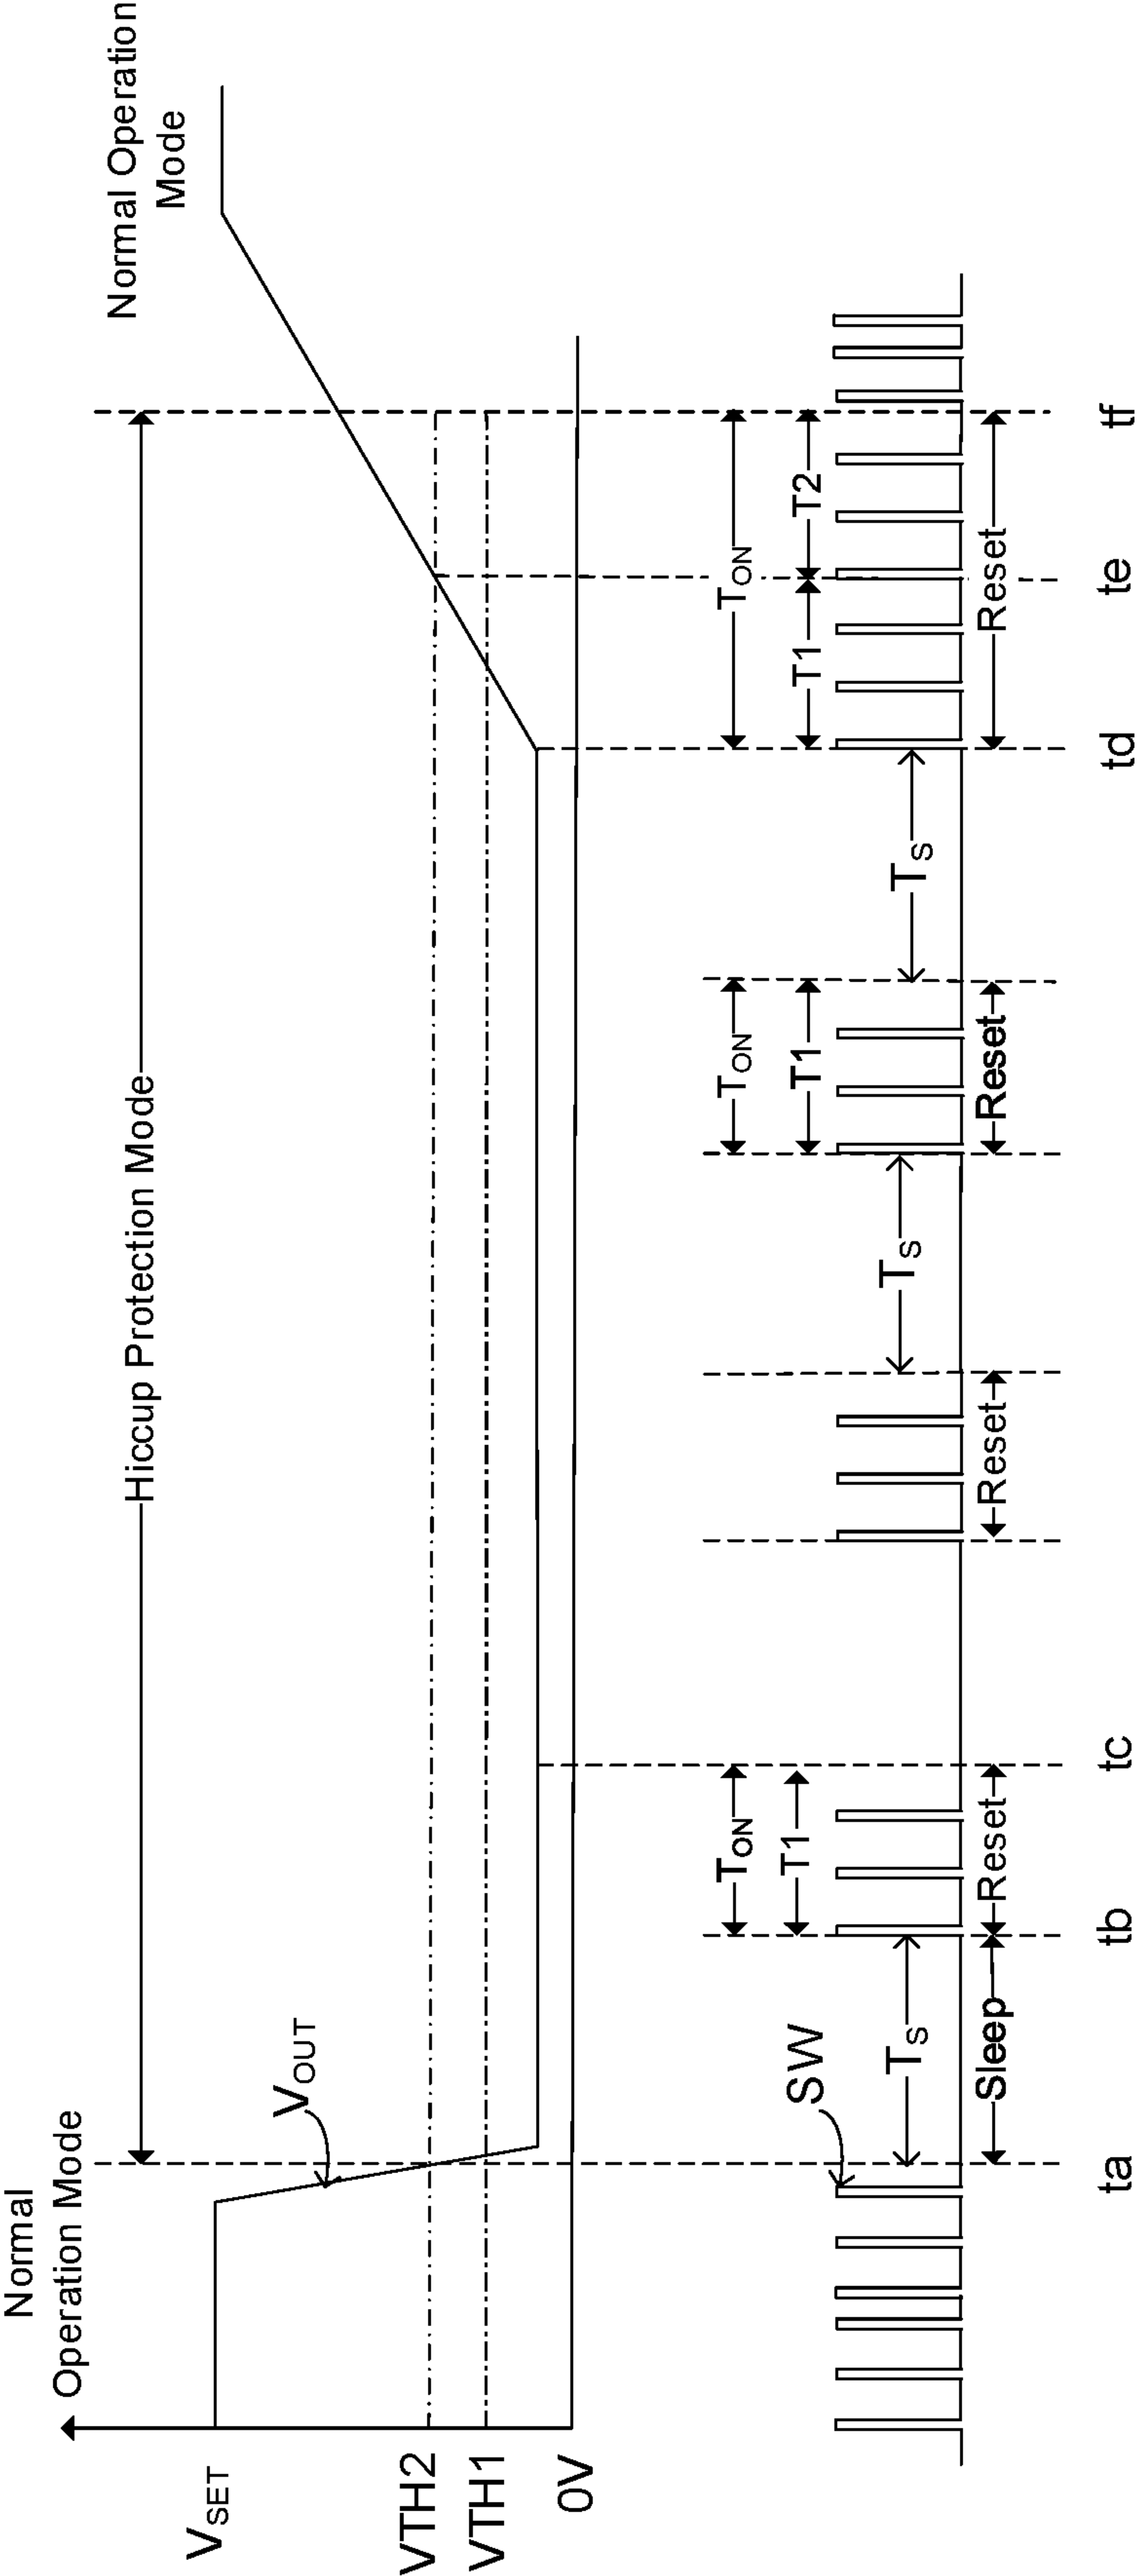 Normal
Operation Mode
Hiccup Protection Mode
Normal Operation
Mode
VSET
VOUT
VTH2
VTH1
0V
TON
TON
TON
T1
T1
T1
T2
SW
TS
TS
TS
Sleep
Reset
Reset
Reset
Reset
ta
tb
tc
td
te
tf